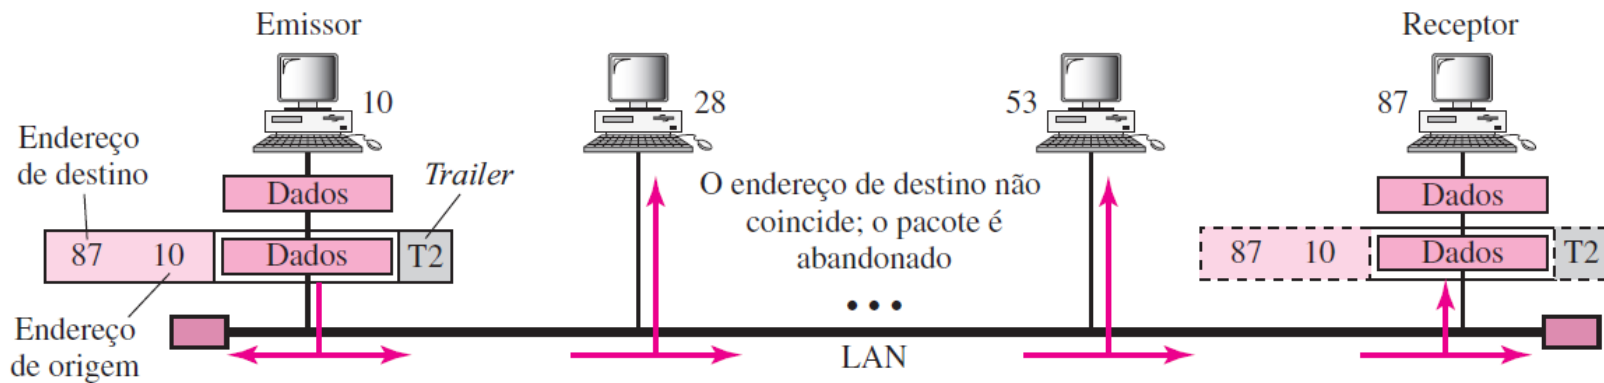 Emissor
Receptor
10
28
53
87
Endereço
de destino
Trailer
Dados
O endereço de destino não
coincide; o pacote é
abandonado
Dados
87 10
Dados
T2
87 10
Dados
T2
• • •
Endereço
de origem
LAN